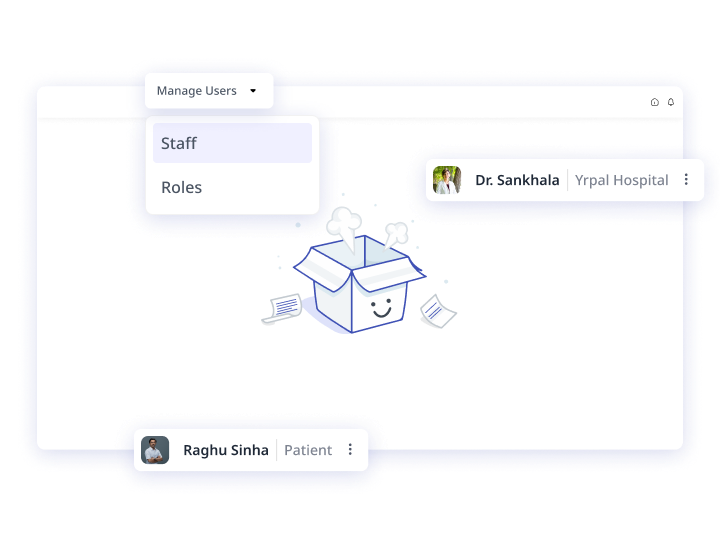 Manage Users
Staff
Roles
Dr. Sankhala
Yrpal Hospital
Raghu Sinha
Patient